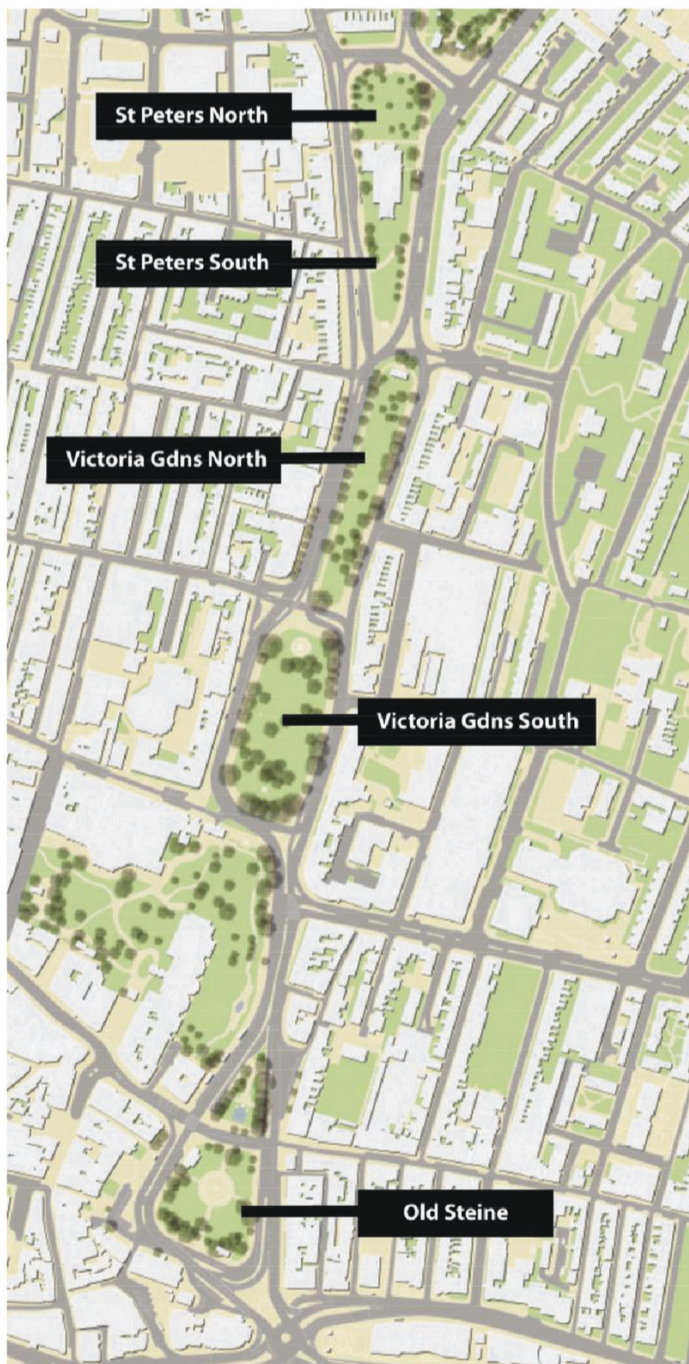 St Peters North
St Peters South
Victoria Gdns North
Victoria Gdns South
Old Steine